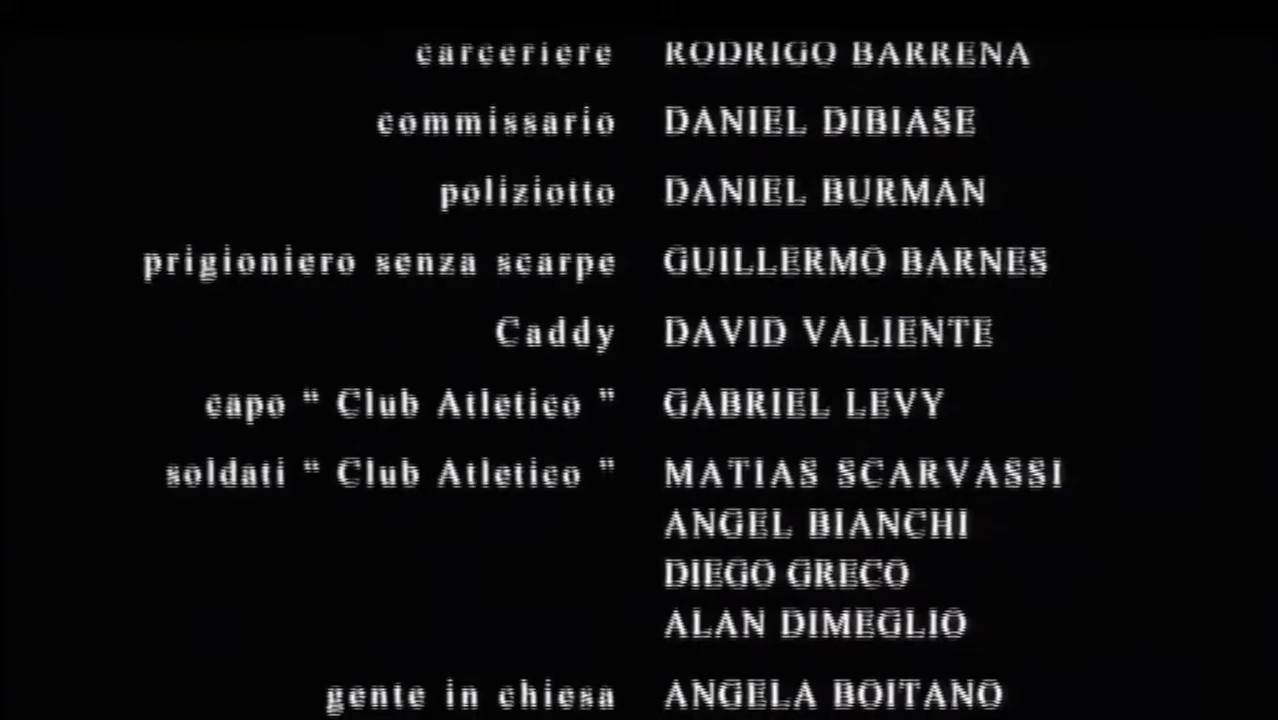 carceriere RODRIGO BARRENA
commissario DANIEL DIBIASE
poliziotto DANIEL BURMAN
prigioniero senza scarpe GUILLERMO BARNES
Caddy DAVID VALIENTE
capo " Club Atletico " GABRIEL LEVY
soldati " Club Atletico " MATIAS SCARVASSI
ANGEL BIANCHI
DIEGO GRECO
ALAN DIMEGLIO
gente in chiesa ANGELA BOITANO